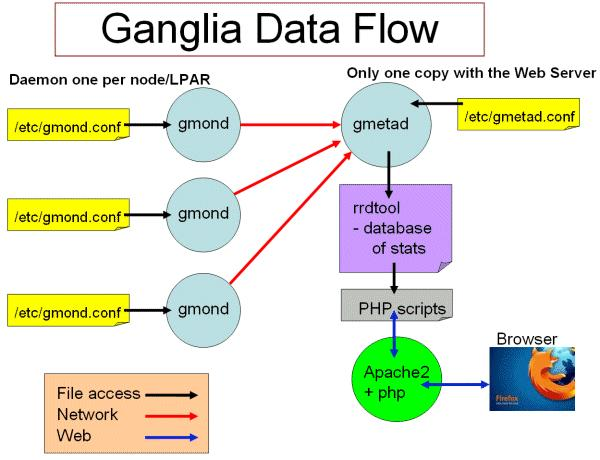 Ganglia Data Flow
Daemon one per node/LPAR
Only one copy with the Web Server
/etc/gmond.conf
gmond
gmetad
/etc/gmetad.conf
/etc/gmond.conf
gmond
rrdtool
- database
of stats
/etc/gmond.conf
gmond
PHP scripts
Browser
Apache2
+ php
Firefox
File access
Network
Web